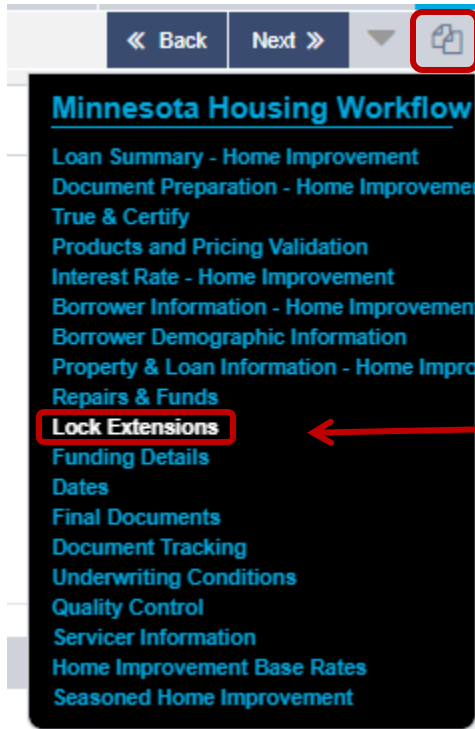 « Back Next »
Minnesota Housing Workflow
Loan Summary - Home Improvement
Document Preparation - Home Improveme
True & Certify
Products and Pricing Validation
Interest Rate - Home Improvement
Borrower Information - Home Improvemen
Borrower Demographic Information
Property & Loan Information - Home Impro
Repairs & Funds
Lock Extensions
Funding Details
Dates
Final Documents
Document Tracking
Underwriting Conditions
Quality Control
Servicer Information
Home Improvement Base Rates
Seasoned Home Improvement